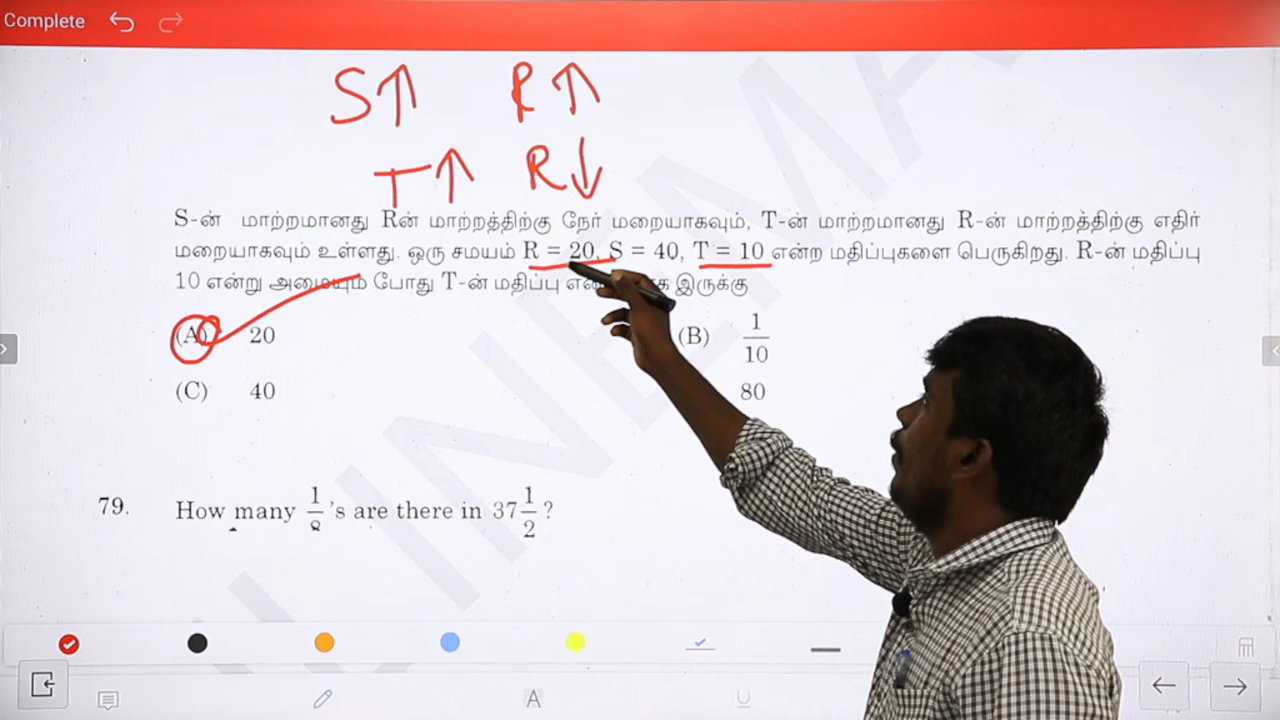 Complete
S↑ R↑
T↑ R↓
S-ன் மாற்றமானது Rன் மாற்றத்திற்கு நேர் மறையாகவும், T-ன் மாற்றமானது R-ன் மாற்றத்திற்கு எதிர்
மறையாகவும் உள்ளது. ஒரு சமயம் R = 20, S = 40, T = 10 என்ற மதிப்புகளை பெருகிறது. R-ன் மதிப்பு
10 என்று அமையும் போது T-ன் மதிப்பு இருக்கு
(A) 20 (B) 1/10
(C) 40 80
79. How many 1/8's are there in 37 1/2?
A U